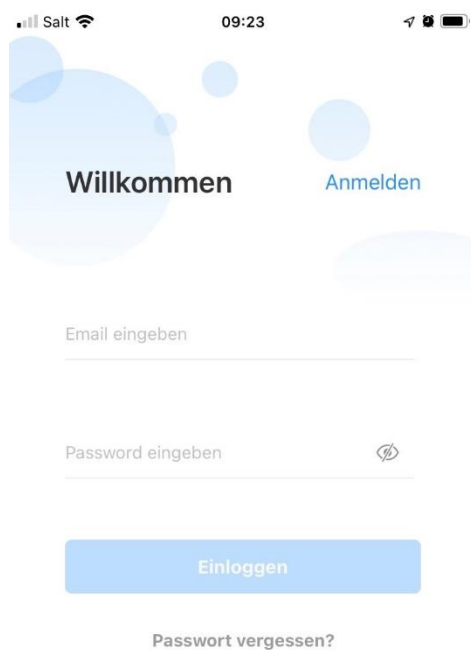 Salt 09:23
Willkommen Anmelden
Email eingeben
Password eingeben
Einloggen
Passwort vergessen?